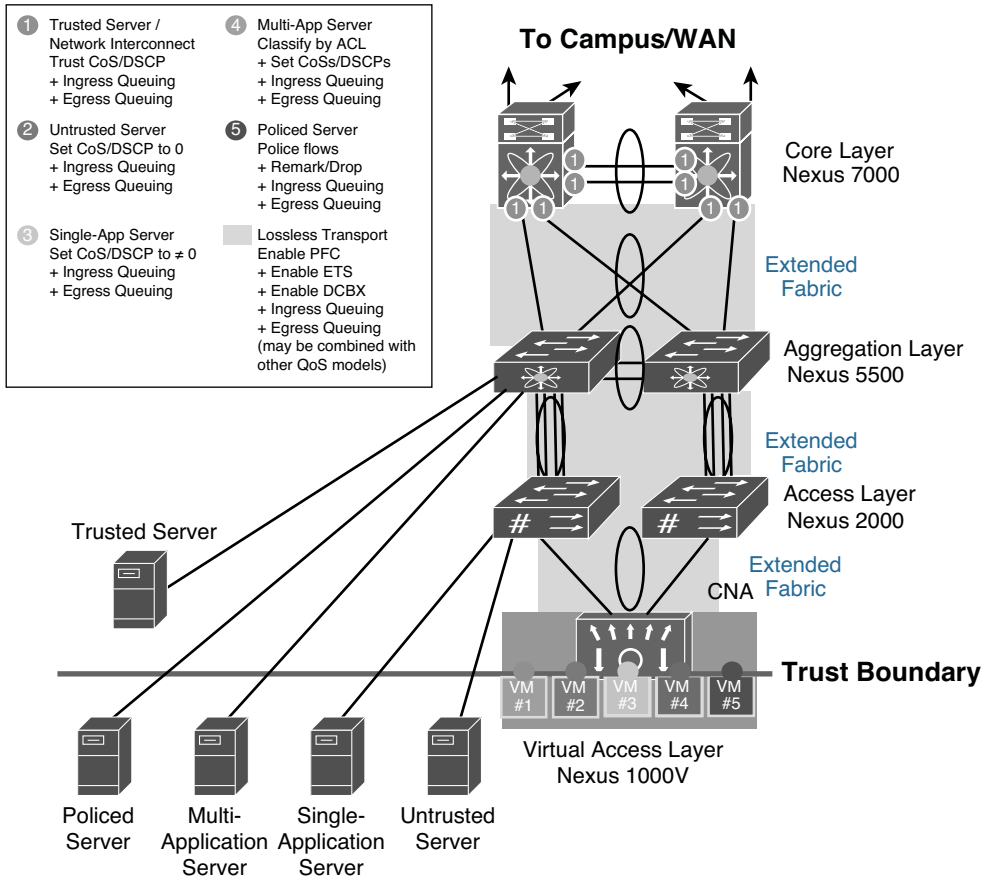 1 Trusted Server /
Network Interconnect
Trust CoS/DSCP
+ Ingress Queuing
+ Egress Queuing
2 Untrusted Server
Set CoS/DSCP to 0
+ Ingress Queuing
+ Egress Queuing
3 Single-App Server
Set CoS/DSCP to ≠ 0
+ Ingress Queuing
+ Egress Queuing
4 Multi-App Server
Classify by ACL
+ Set CoSs/DSCPs
+ Ingress Queuing
+ Egress Queuing
5 Policed Server
Police flows
+ Remark/Drop
+ Ingress Queuing
+ Egress Queuing
Lossless Transport
Enable PFC
+ Enable ETS
+ Enable DCBX
+ Ingress Queuing
+ Egress Queuing
(may be combined with
other QoS models)
To Campus/WAN
1 1
1 1
1 1 1 1
Core Layer
Nexus 7000
Extended
Fabric
Aggregation Layer
Nexus 5500
Extended
Fabric
# #
Access Layer
Nexus 2000
Extended
Fabric
CNA
Trusted Server
Trust Boundary
VM
#1
VM
#2
VM
#3
VM
#4
VM
#5
Virtual Access Layer
Nexus 1000V
Policed
Server
Multi-
Application
Server
Single-
Application
Server
Untrusted
Server